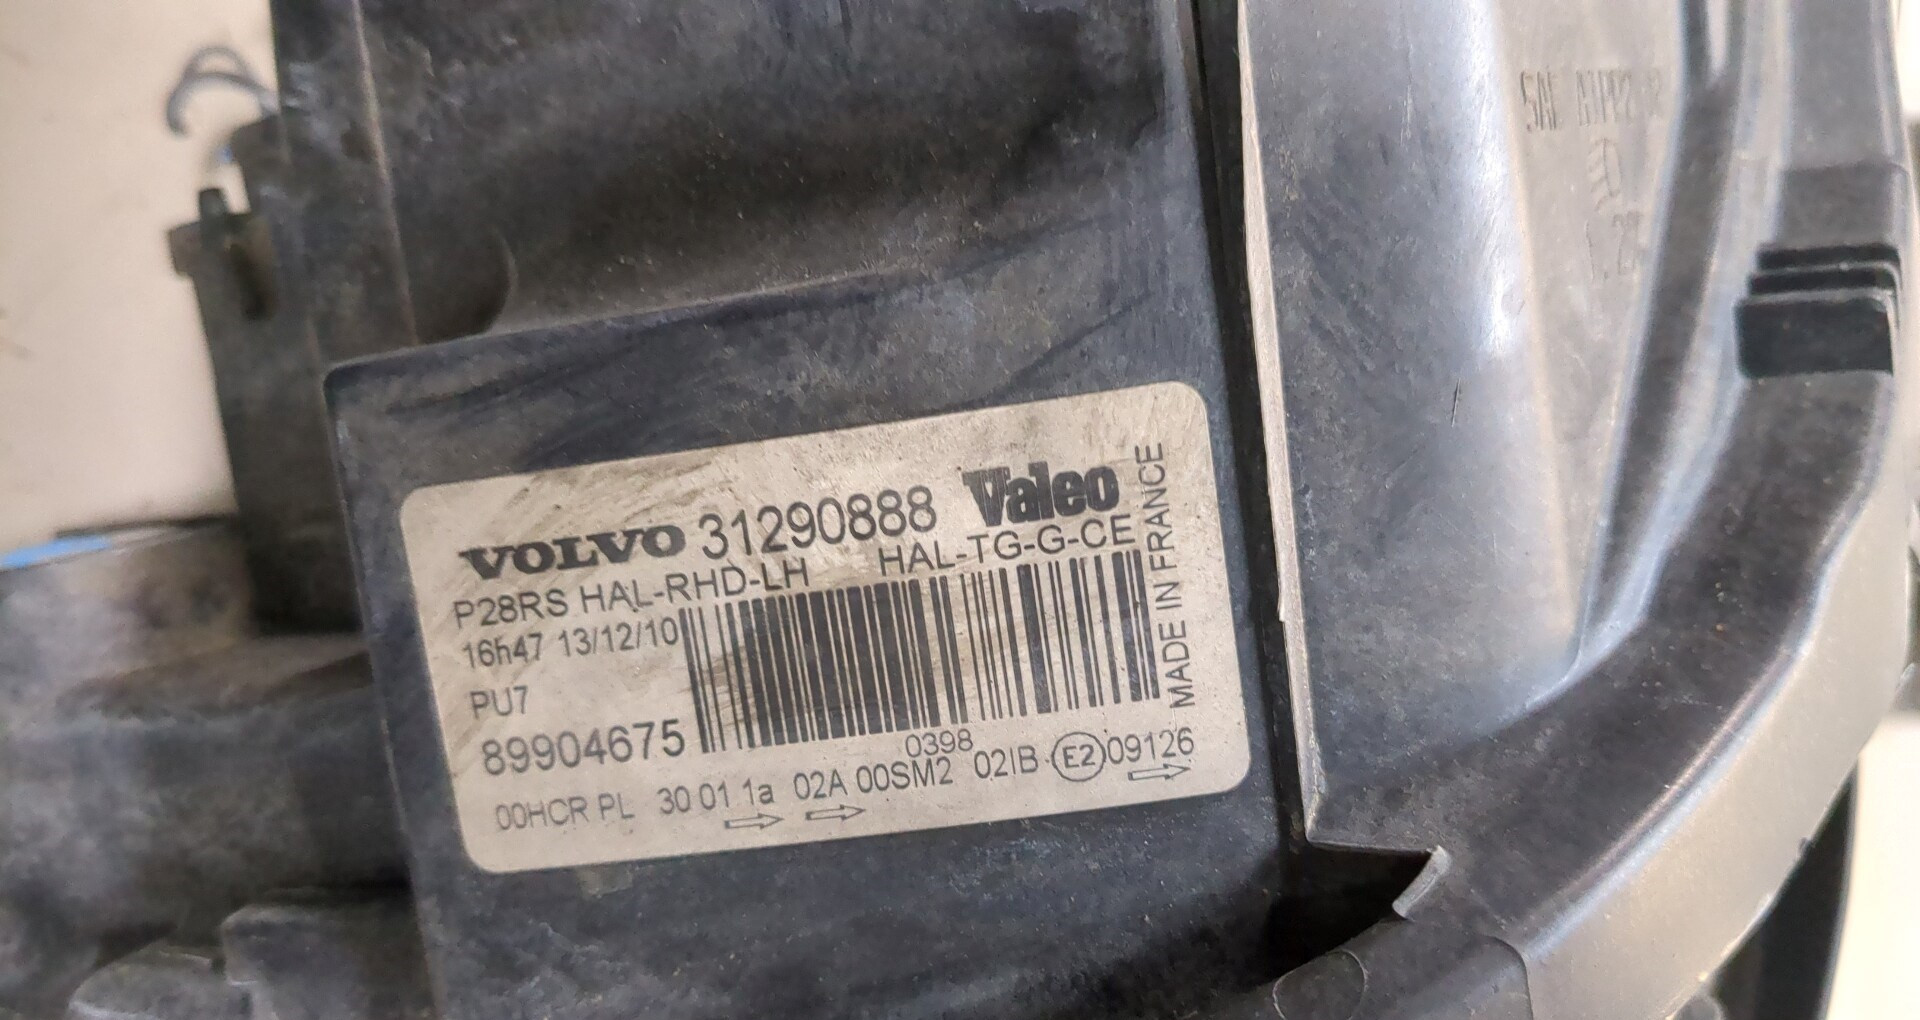 VOLVO 31290888 Valeo
P28RS HAL-RHD-LH HAL-TG-G-CE
16h47 13/12/10
PU7
89904675
MADE IN FRANCE
0398
00HCR PL 30 01 1a 02A 00SM2 02IB E2 09126
SAE